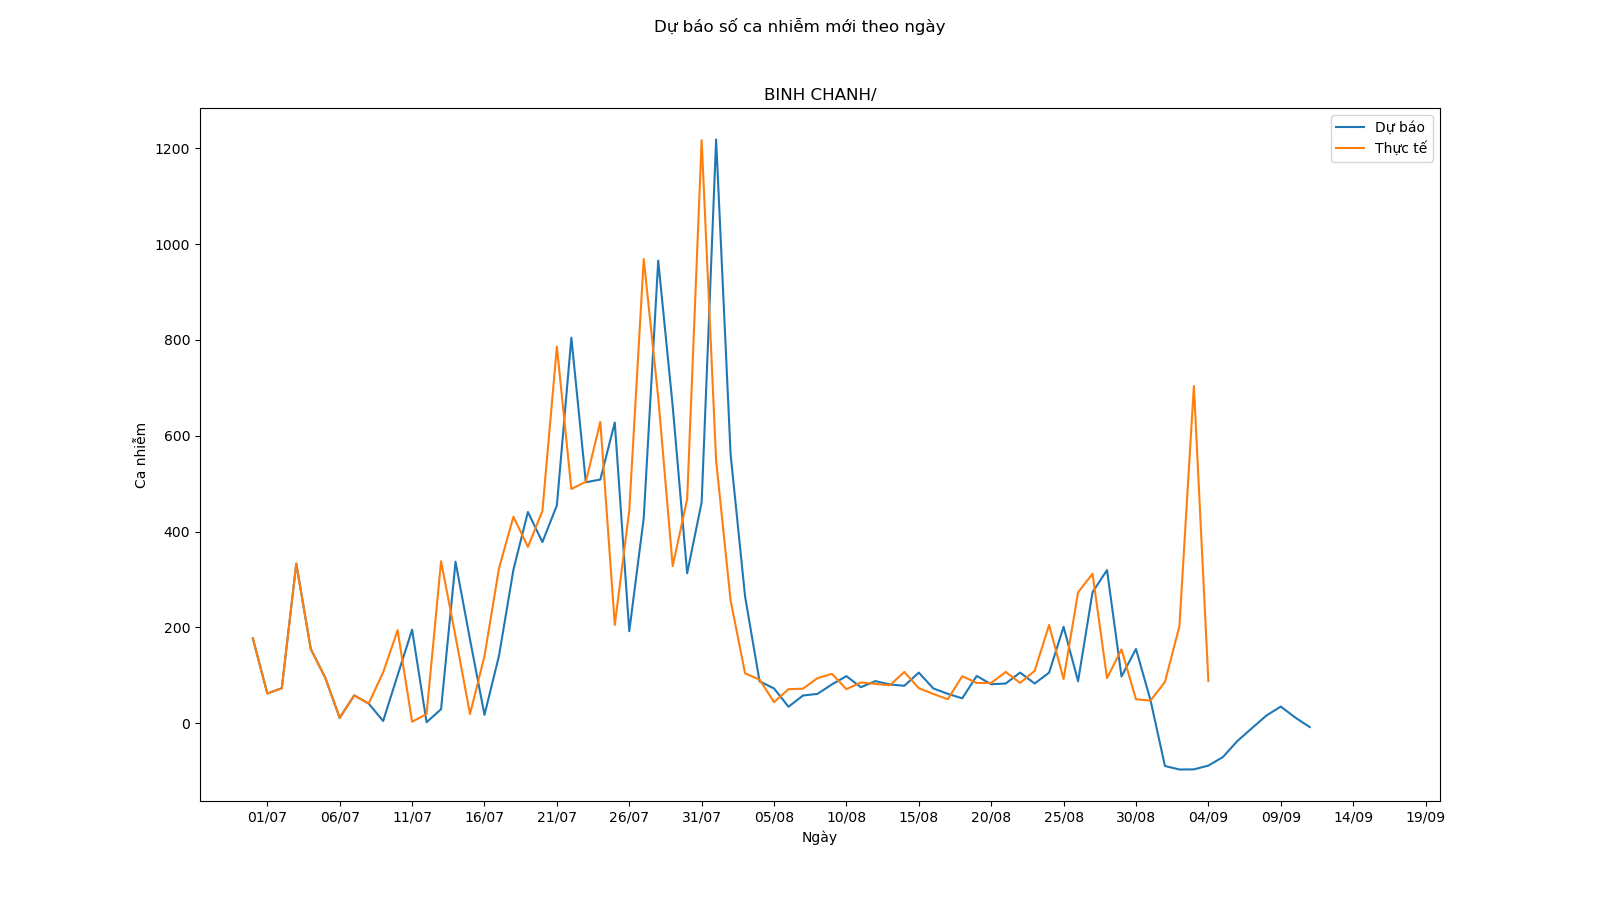 Dự báo số ca nhiễm mới theo ngày
BINH CHANH/
Dự báo
Thực tế
1200
1000
800
600
400
200
0
Ca nhiễm
01/07 06/07 11/07 16/07 21/07 26/07 31/07 05/08 10/08 15/08 20/08 25/08 30/08 04/09 09/09 14/09 19/09
Ngày